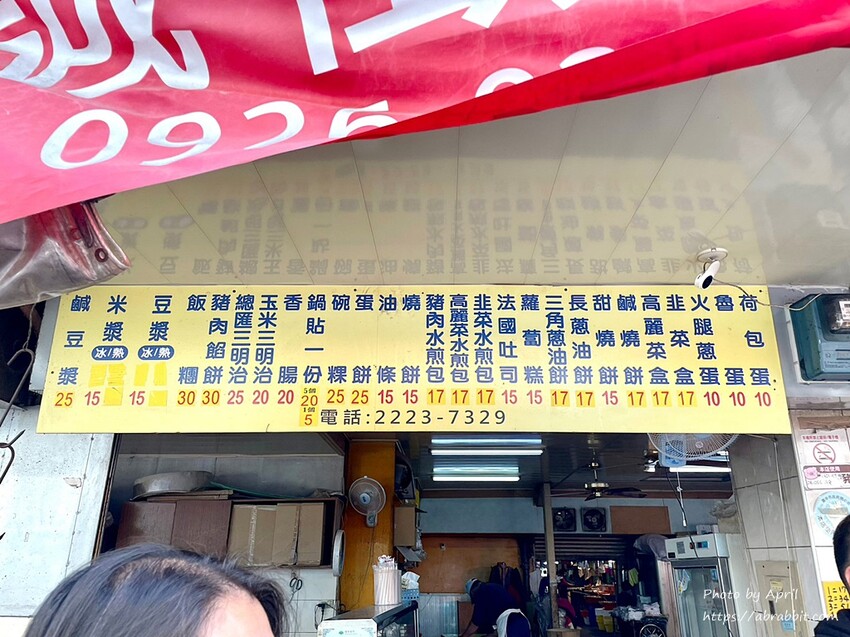 0925
荷包蛋 10
魯蛋 10
火腿蔥蛋 10
韭菜盒 17
高麗菜盒 17
鹹燒餅 17
甜燒餅 15
長蔥油餅 17
三角蔥油餅 17
蘿蔔糕 15
法國吐司 15
韭菜水煎包 17
高麗菜水煎包 17
豬肉水煎包 17
燒餅 15
油條 15
蛋餅 25
碗粿 25
鍋貼一份 5個 20 1個 5
香腸 20
玉米三明治 20
總匯三明治 25
豬肉餡餅 30
飯糰 30
豆漿 冰/熱 15
米漿 冰/熱 15
鹹豆漿 25
電話:2223-7329
Photo by April
https://abrabbit.com